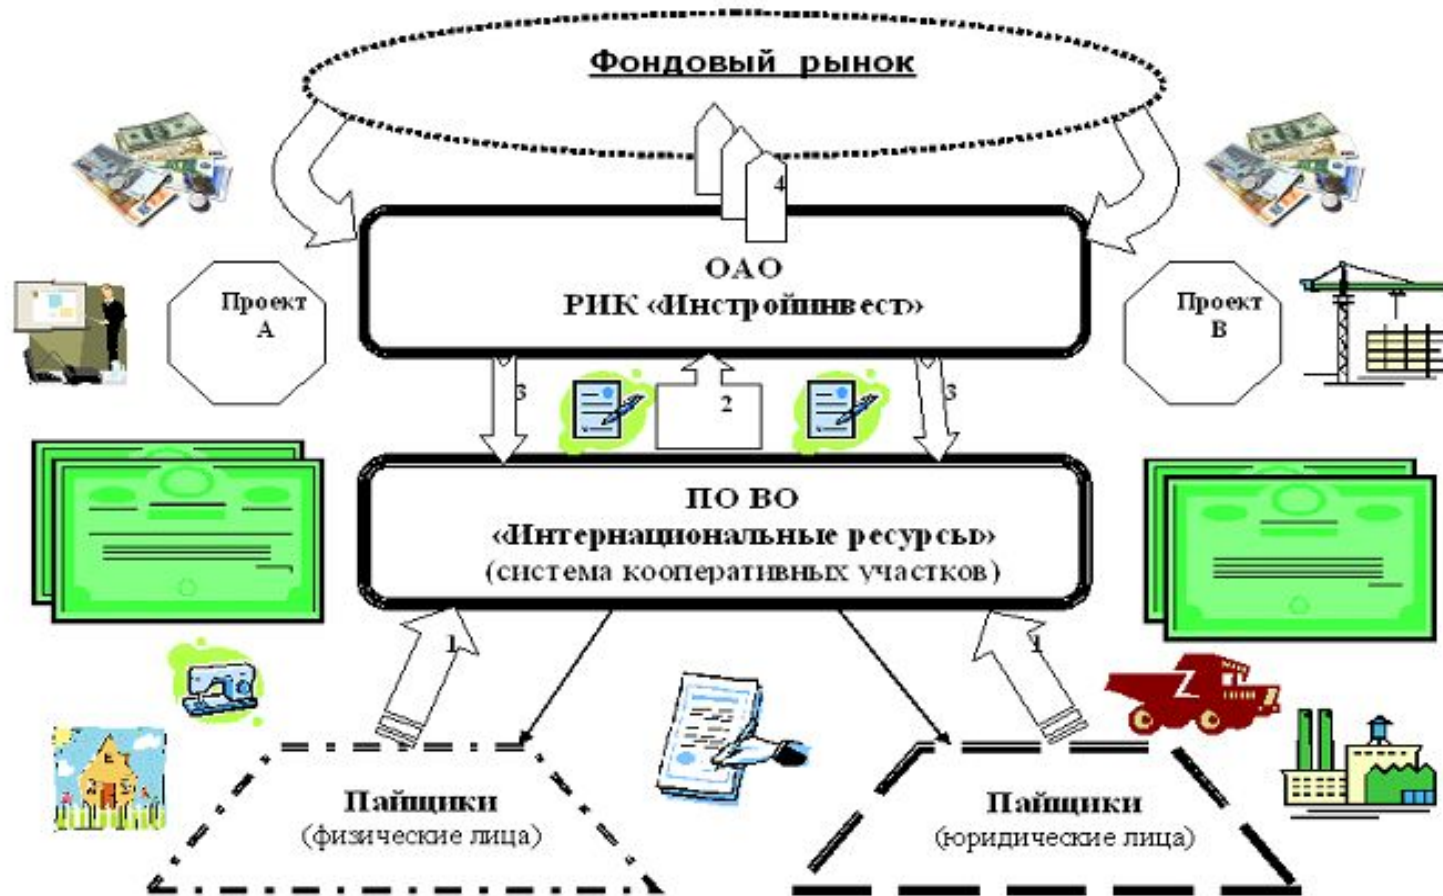 Фондовый рынок
4
ОАО
РИК «Инстройинвест»
Проект
А
Проект
В
3
2
3
ПО ВО
«Интернациональные ресурсы»
(система кооперативных участков)
1
1
Пайщики
(физические лица)
Пайщики
(юридические лица)